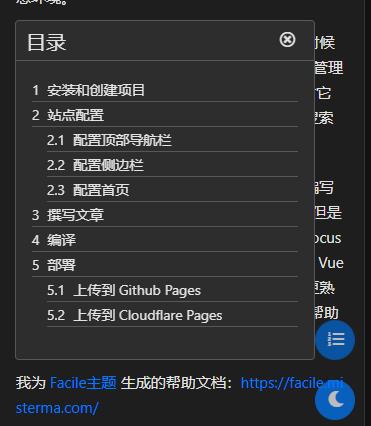 目录
时候
管理
它
搜索
1 安装和创建项目
2 站点配置
2.1 配置顶部导航栏
2.2 配置侧边栏
2.3 配置首页
编写
3 撰写文章
但是
4 编译
ocus
5 部署
Vue
5.1 上传到 Github Pages
更熟
5.2 上传到 Cloudflare Pages
帮助
我为 Facile主题 生成的帮助文档：https://facile.mi
sterma.com/